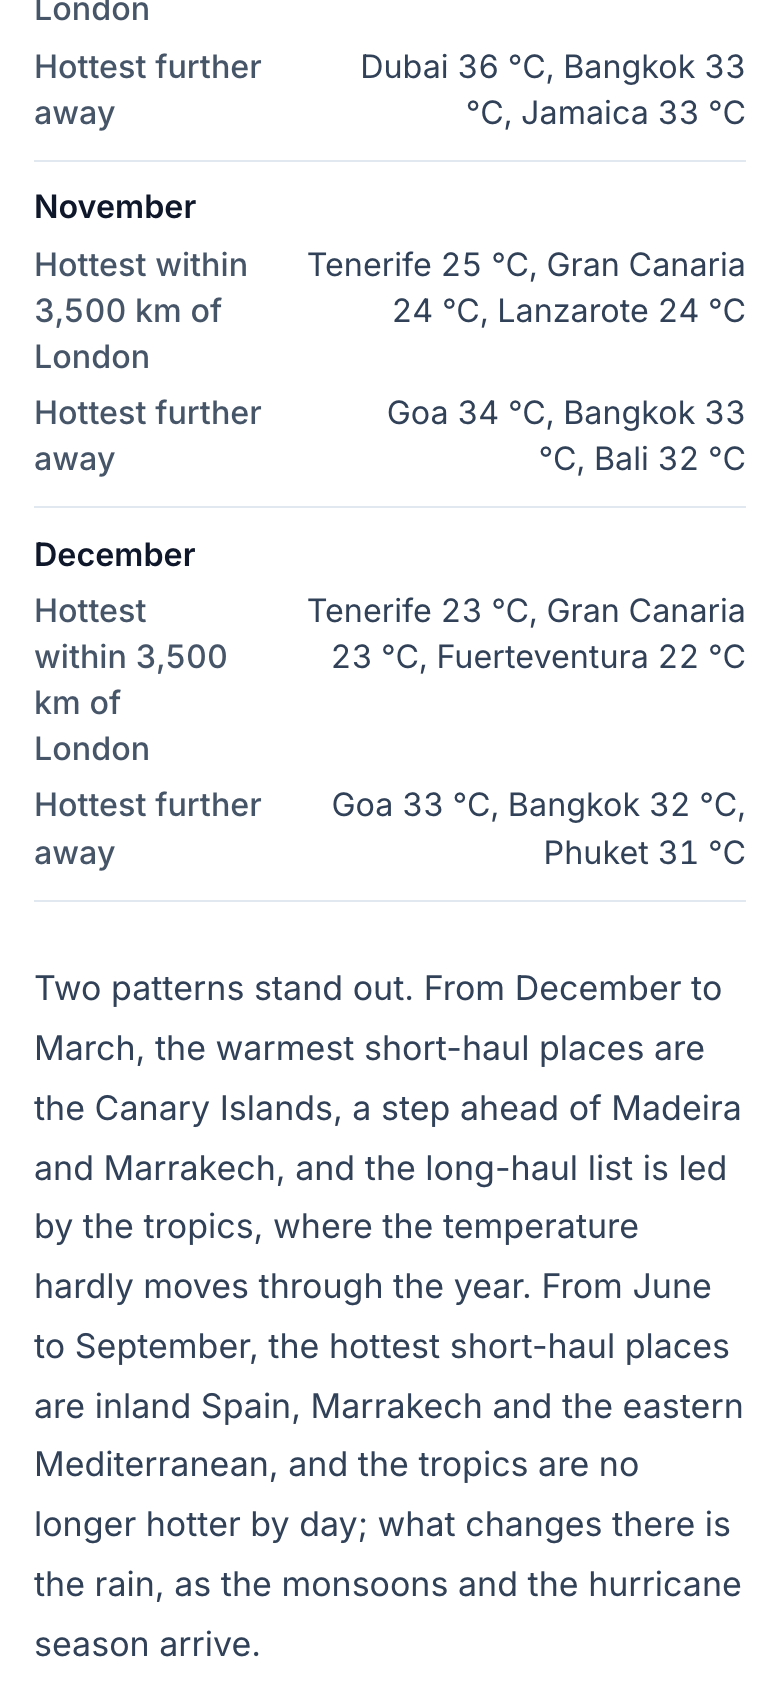 London
Hottest further away
Dubai 36 °C, Bangkok 33 °C, Jamaica 33 °C
November
Hottest within 3,500 km of London
Tenerife 25 °C, Gran Canaria 24 °C, Lanzarote 24 °C
Hottest further away
Goa 34 °C, Bangkok 33 °C, Bali 32 °C
December
Hottest within 3,500 km of London
Tenerife 23 °C, Gran Canaria 23 °C, Fuerteventura 22 °C
Hottest further away
Goa 33 °C, Bangkok 32 °C, Phuket 31 °C
Two patterns stand out. From December to
March, the warmest short-haul places are
the Canary Islands, a step ahead of Madeira
and Marrakech, and the long-haul list is led
by the tropics, where the temperature
hardly moves through the year. From June
to September, the hottest short-haul places
are inland Spain, Marrakech and the eastern
Mediterranean, and the tropics are no
longer hotter by day; what changes there is
the rain, as the monsoons and the hurricane
season arrive.